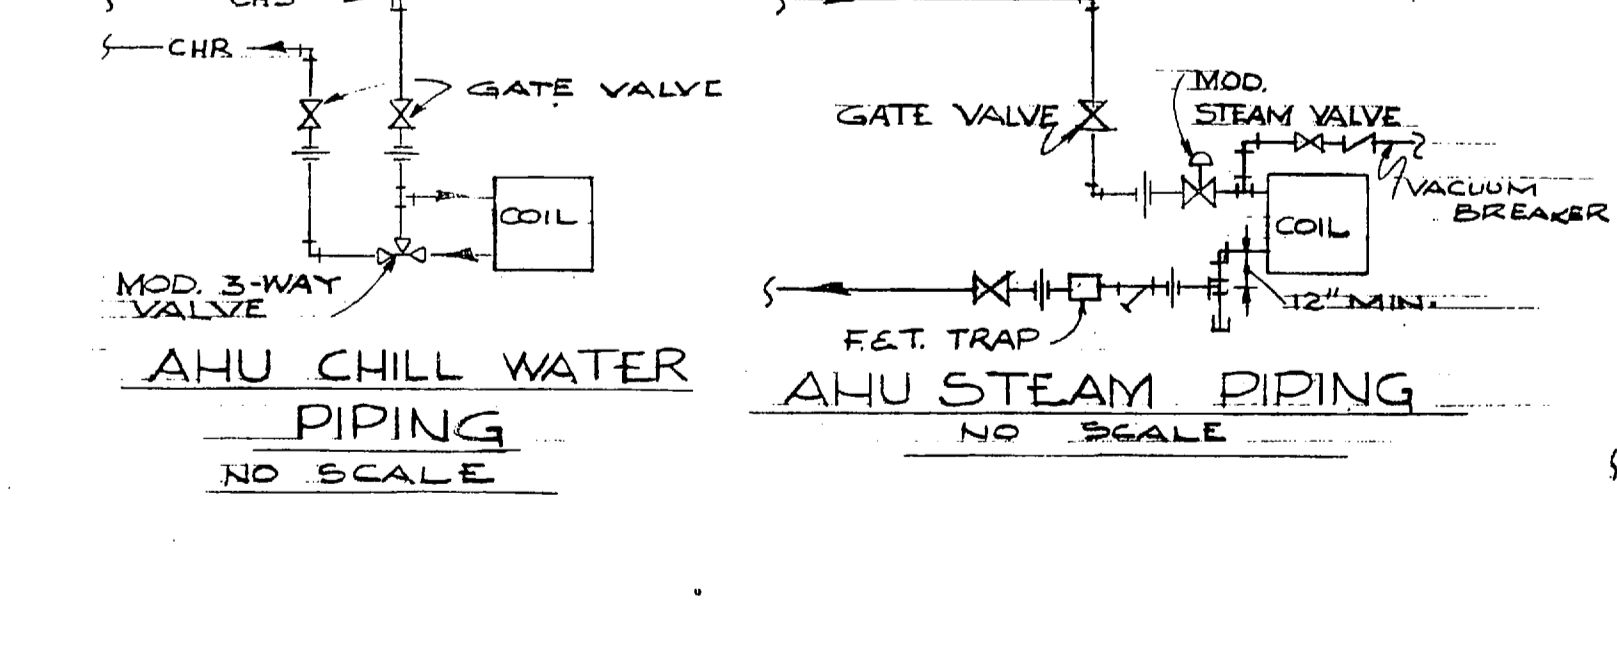 CHR
GATE VALVE
COIL
MOD. 3-WAY
VALVE
AHU CHILL WATER
PIPING
NO SCALE
MOD.
STEAM VALVE
GATE VALVE
VACUUM
BREAKER
COIL
12" MIN.
F.&T. TRAP
AHU STEAM PIPING
NO SCALE